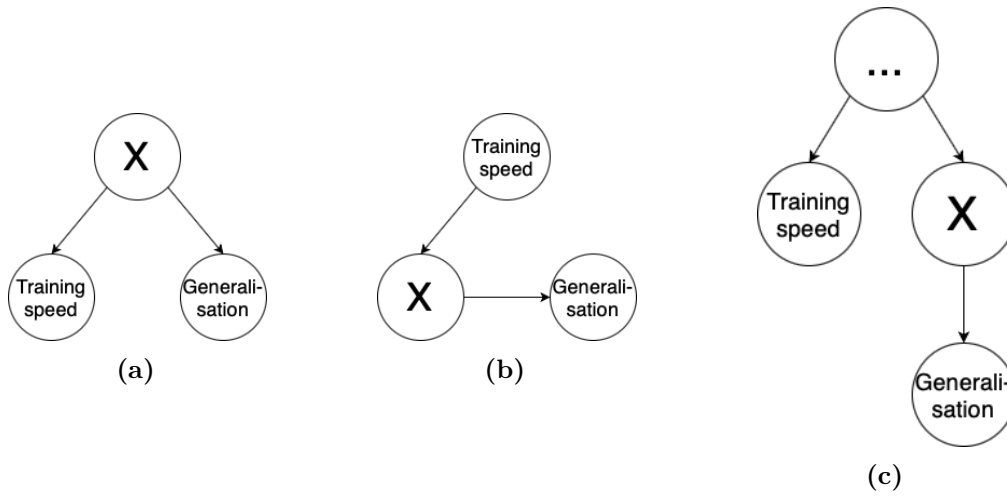 X
Training
speed
Generali-
sation
(a)
Training
speed
X
Generali-
sation
(b)
...
Training
speed
X
Generali-
sation
(c)